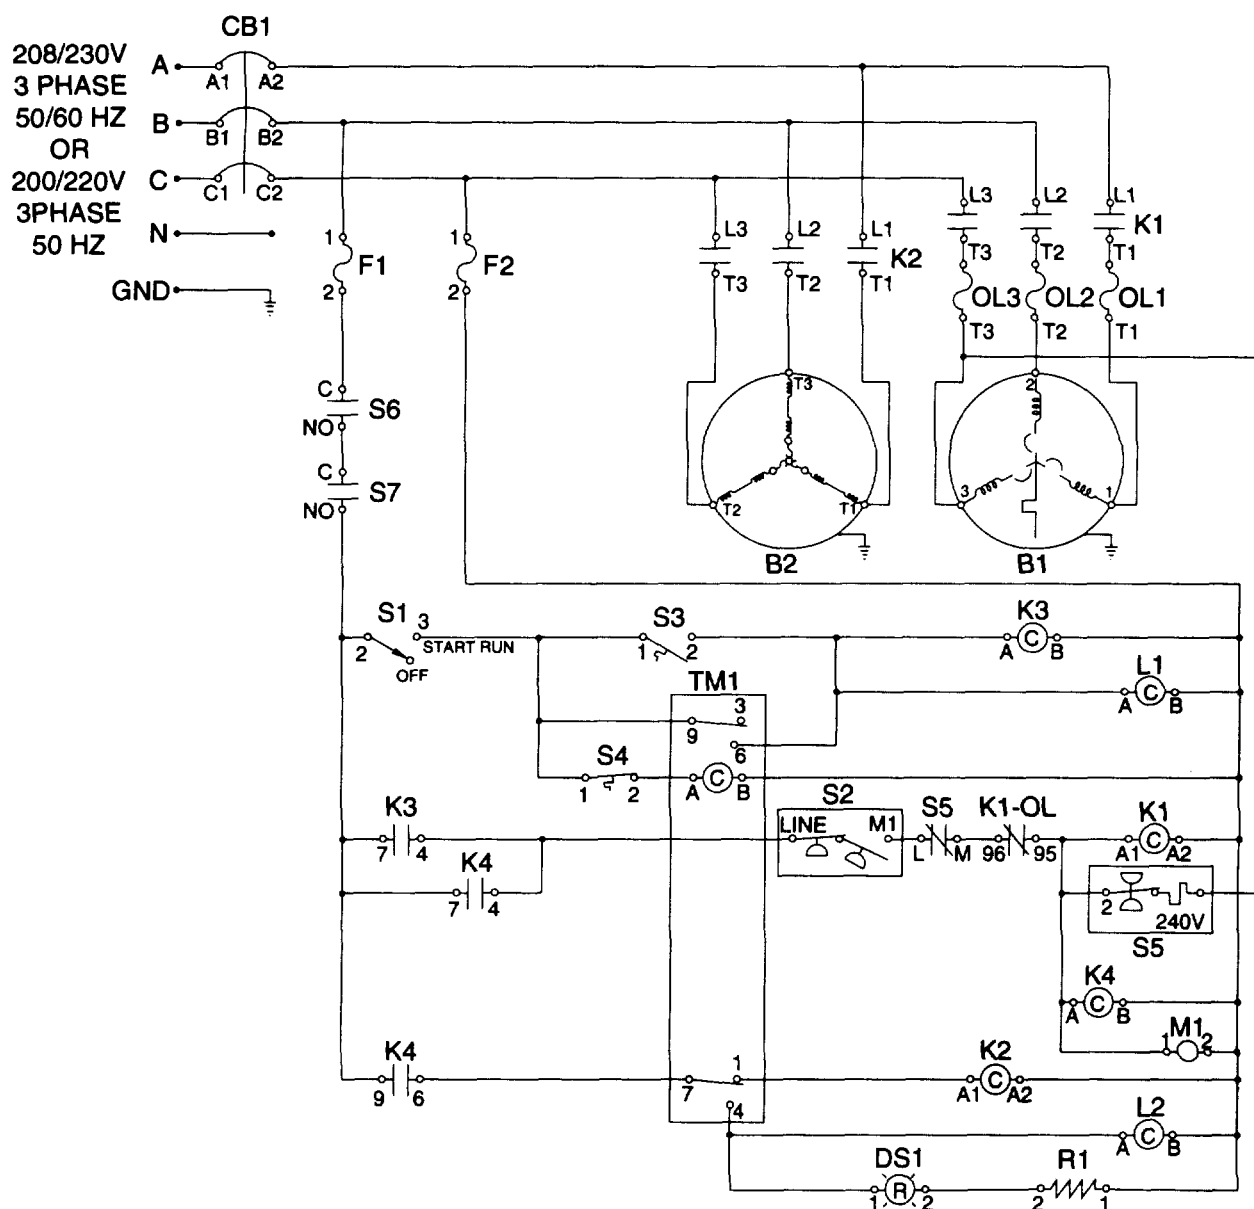 CB1
208/230V
3 PHASE
50/60 HZ
OR
200/220V
3PHASE
50 HZ
A
A1 A2
B
B1 B2
C
C1 C2
N
GND
1
2
F1
1
2
F2
L3 L2 L1
K2
T3 T2 T1
L3 L2 L1
K1
T3 T2 T1
OL3 OL2 OL1
T3 T2 T1
C
S6
NO
C
S7
NO
T3
T2 T1
B2
2
3 1
B1
S1
3
2
START RUN
OFF
S3
1 2
K3
A C B
L1
A C B
TM1
3
9
6
S4
1 2
A C B
K3
7 4
K4
7 4
S2
LINE M1
S5
L M
K1-OL
96 95
K1
A1 C A2
2
240V
S5
K4
A C B
M1
1 2
K4
9 6
1
7
4
K2
A1 C A2
L2
A C B
DS1
1 R 2
R1
2 1